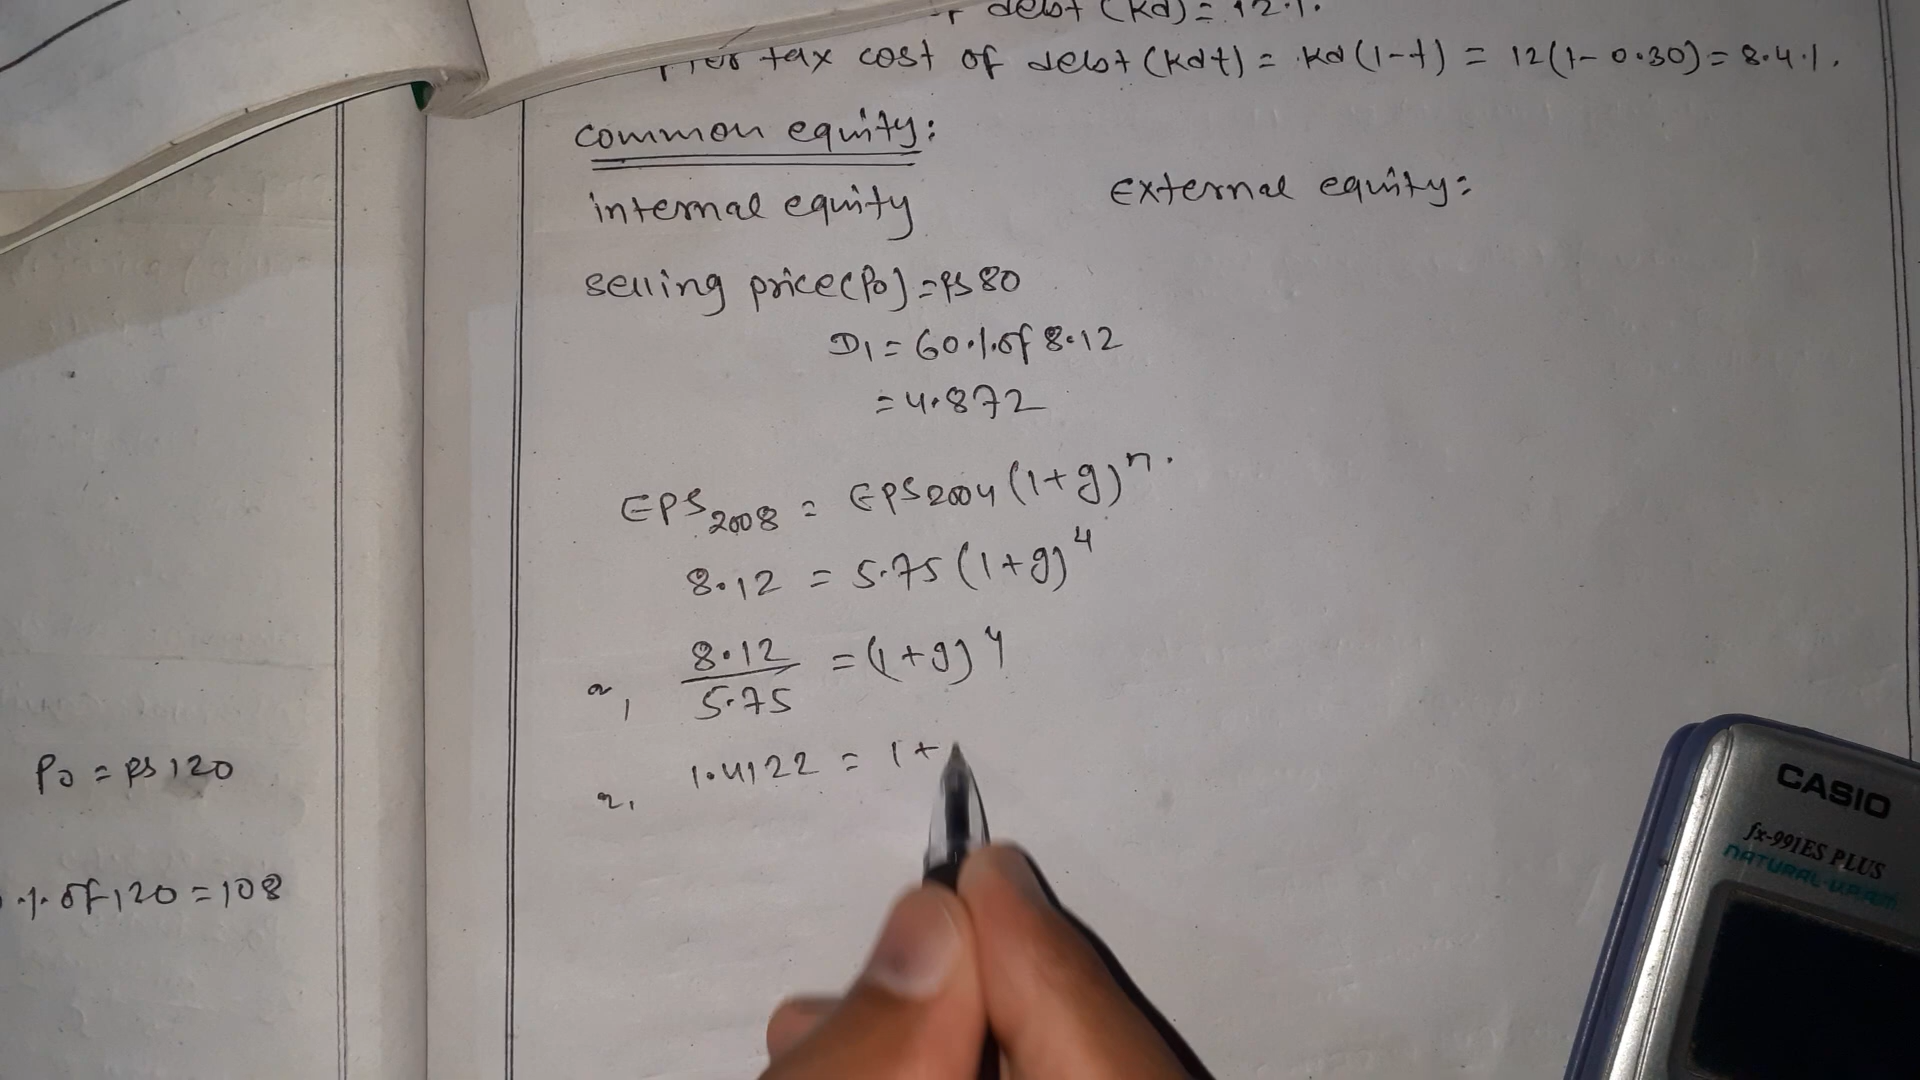 debt (Kd) = 12%.
tax cost of debt (Kdt) = Kd (1-t) = 12(1-0.30) = 8.4%.
common equity:
internal equity
External equity:
selling price (P0) = Rs 80
D1 = 60% of 8.12
= 4.872
EPS2008 = EPS2004 (1+g)^n.
8.12 = 5.75 (1+g)^4
8.12
5.75
= (1+g)^4
1.4122 = 1+
P0 = Rs 120
% of 120 = 108
CASIO
fx-991ES PLUS
NATURAL-V.P.A.M.